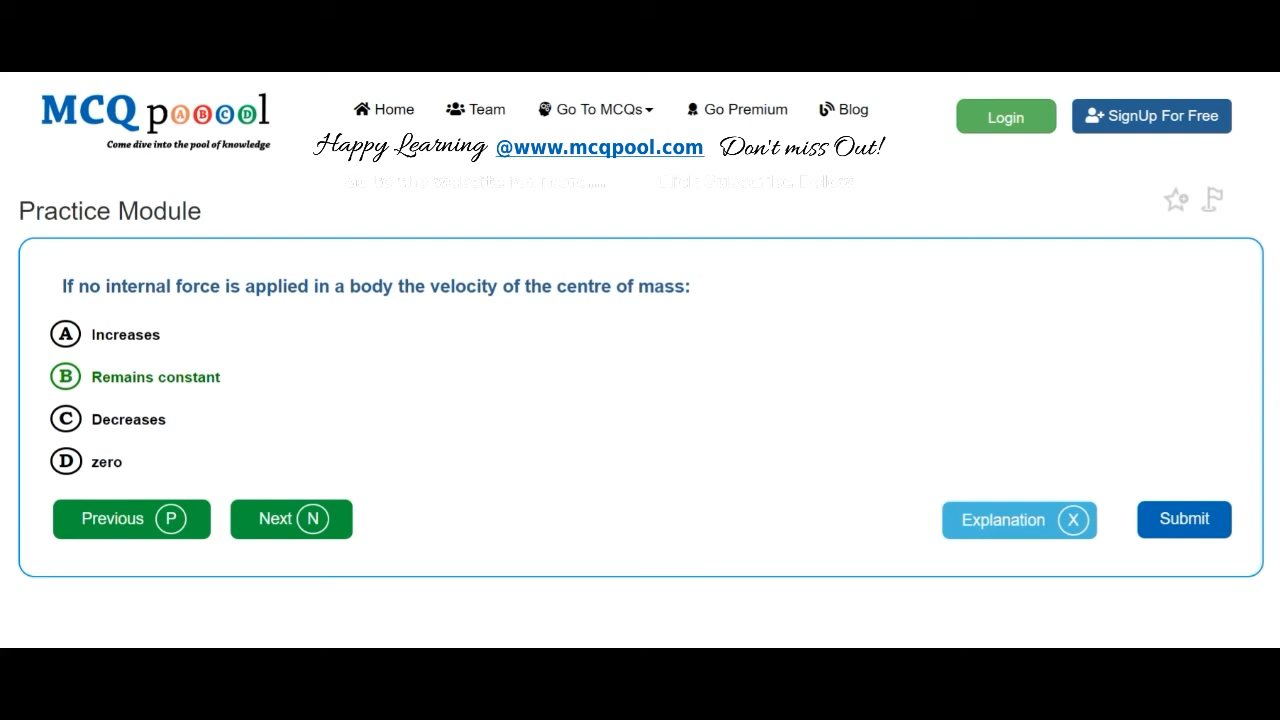 MCQ pooool
Come dive into the pool of knowledge
Home Team Go To MCQs Go Premium Blog
Login
SignUp For Free
Happy Learning @www.mcqpool.com Don't miss Out!
Practice Module
If no internal force is applied in a body the velocity of the centre of mass:
A Increases
B Remains constant
C Decreases
D zero
Previous P Next N Explanation X Submit